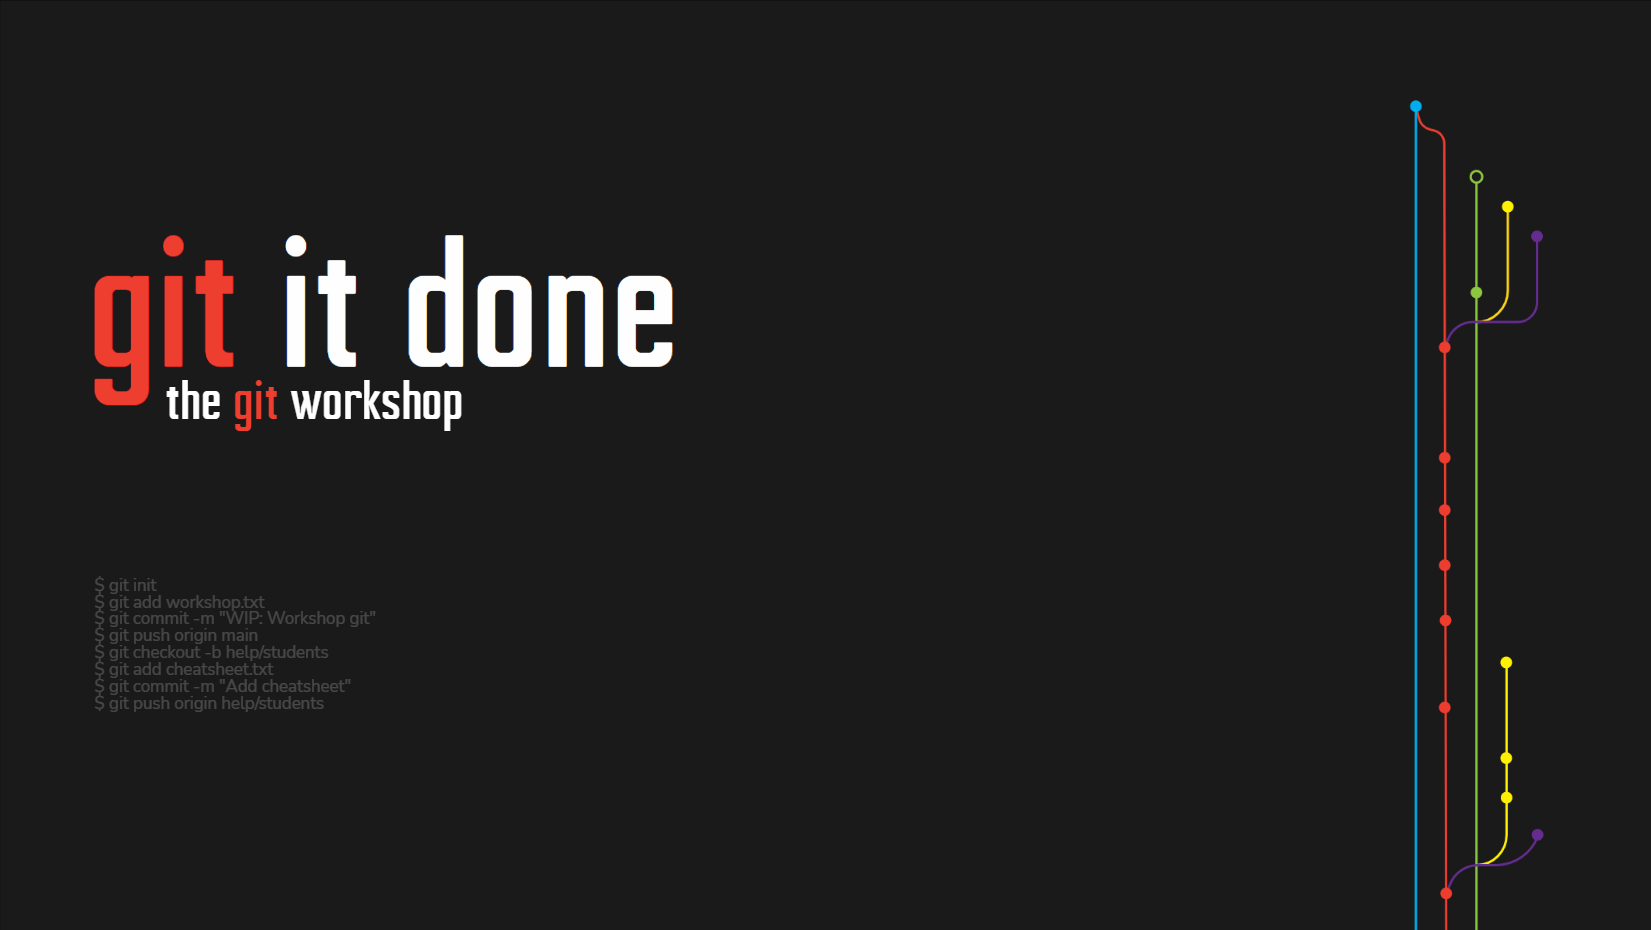 git it done
the git workshop
$ git init
$ git add workshop.txt
$ git commit -m "WIP: Workshop git"
$ git push origin main
$ git checkout -b help/students
$ git add cheatsheet.txt
$ git commit -m "Add cheatsheet"
$ git push origin help/students